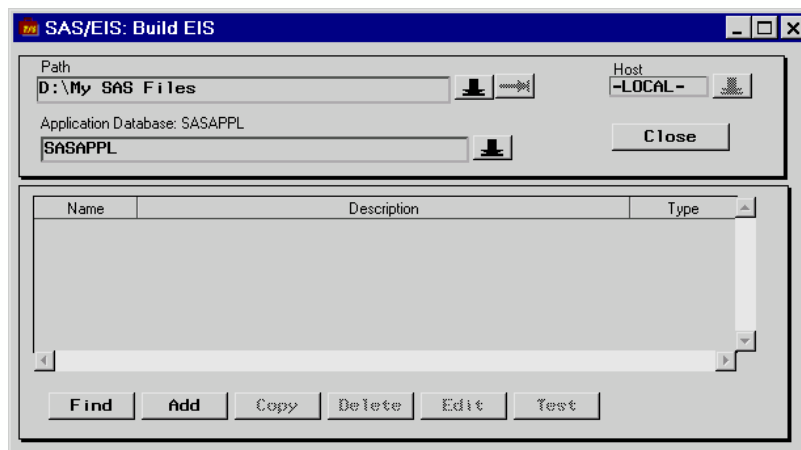 SAS/EIS: Build EIS
Path
D:\My SAS Files
Host
-LOCAL-
Application Database: SASAPPL
SASAPPL
Close
Name Description Type
Find Add Copy Delete Edit Test